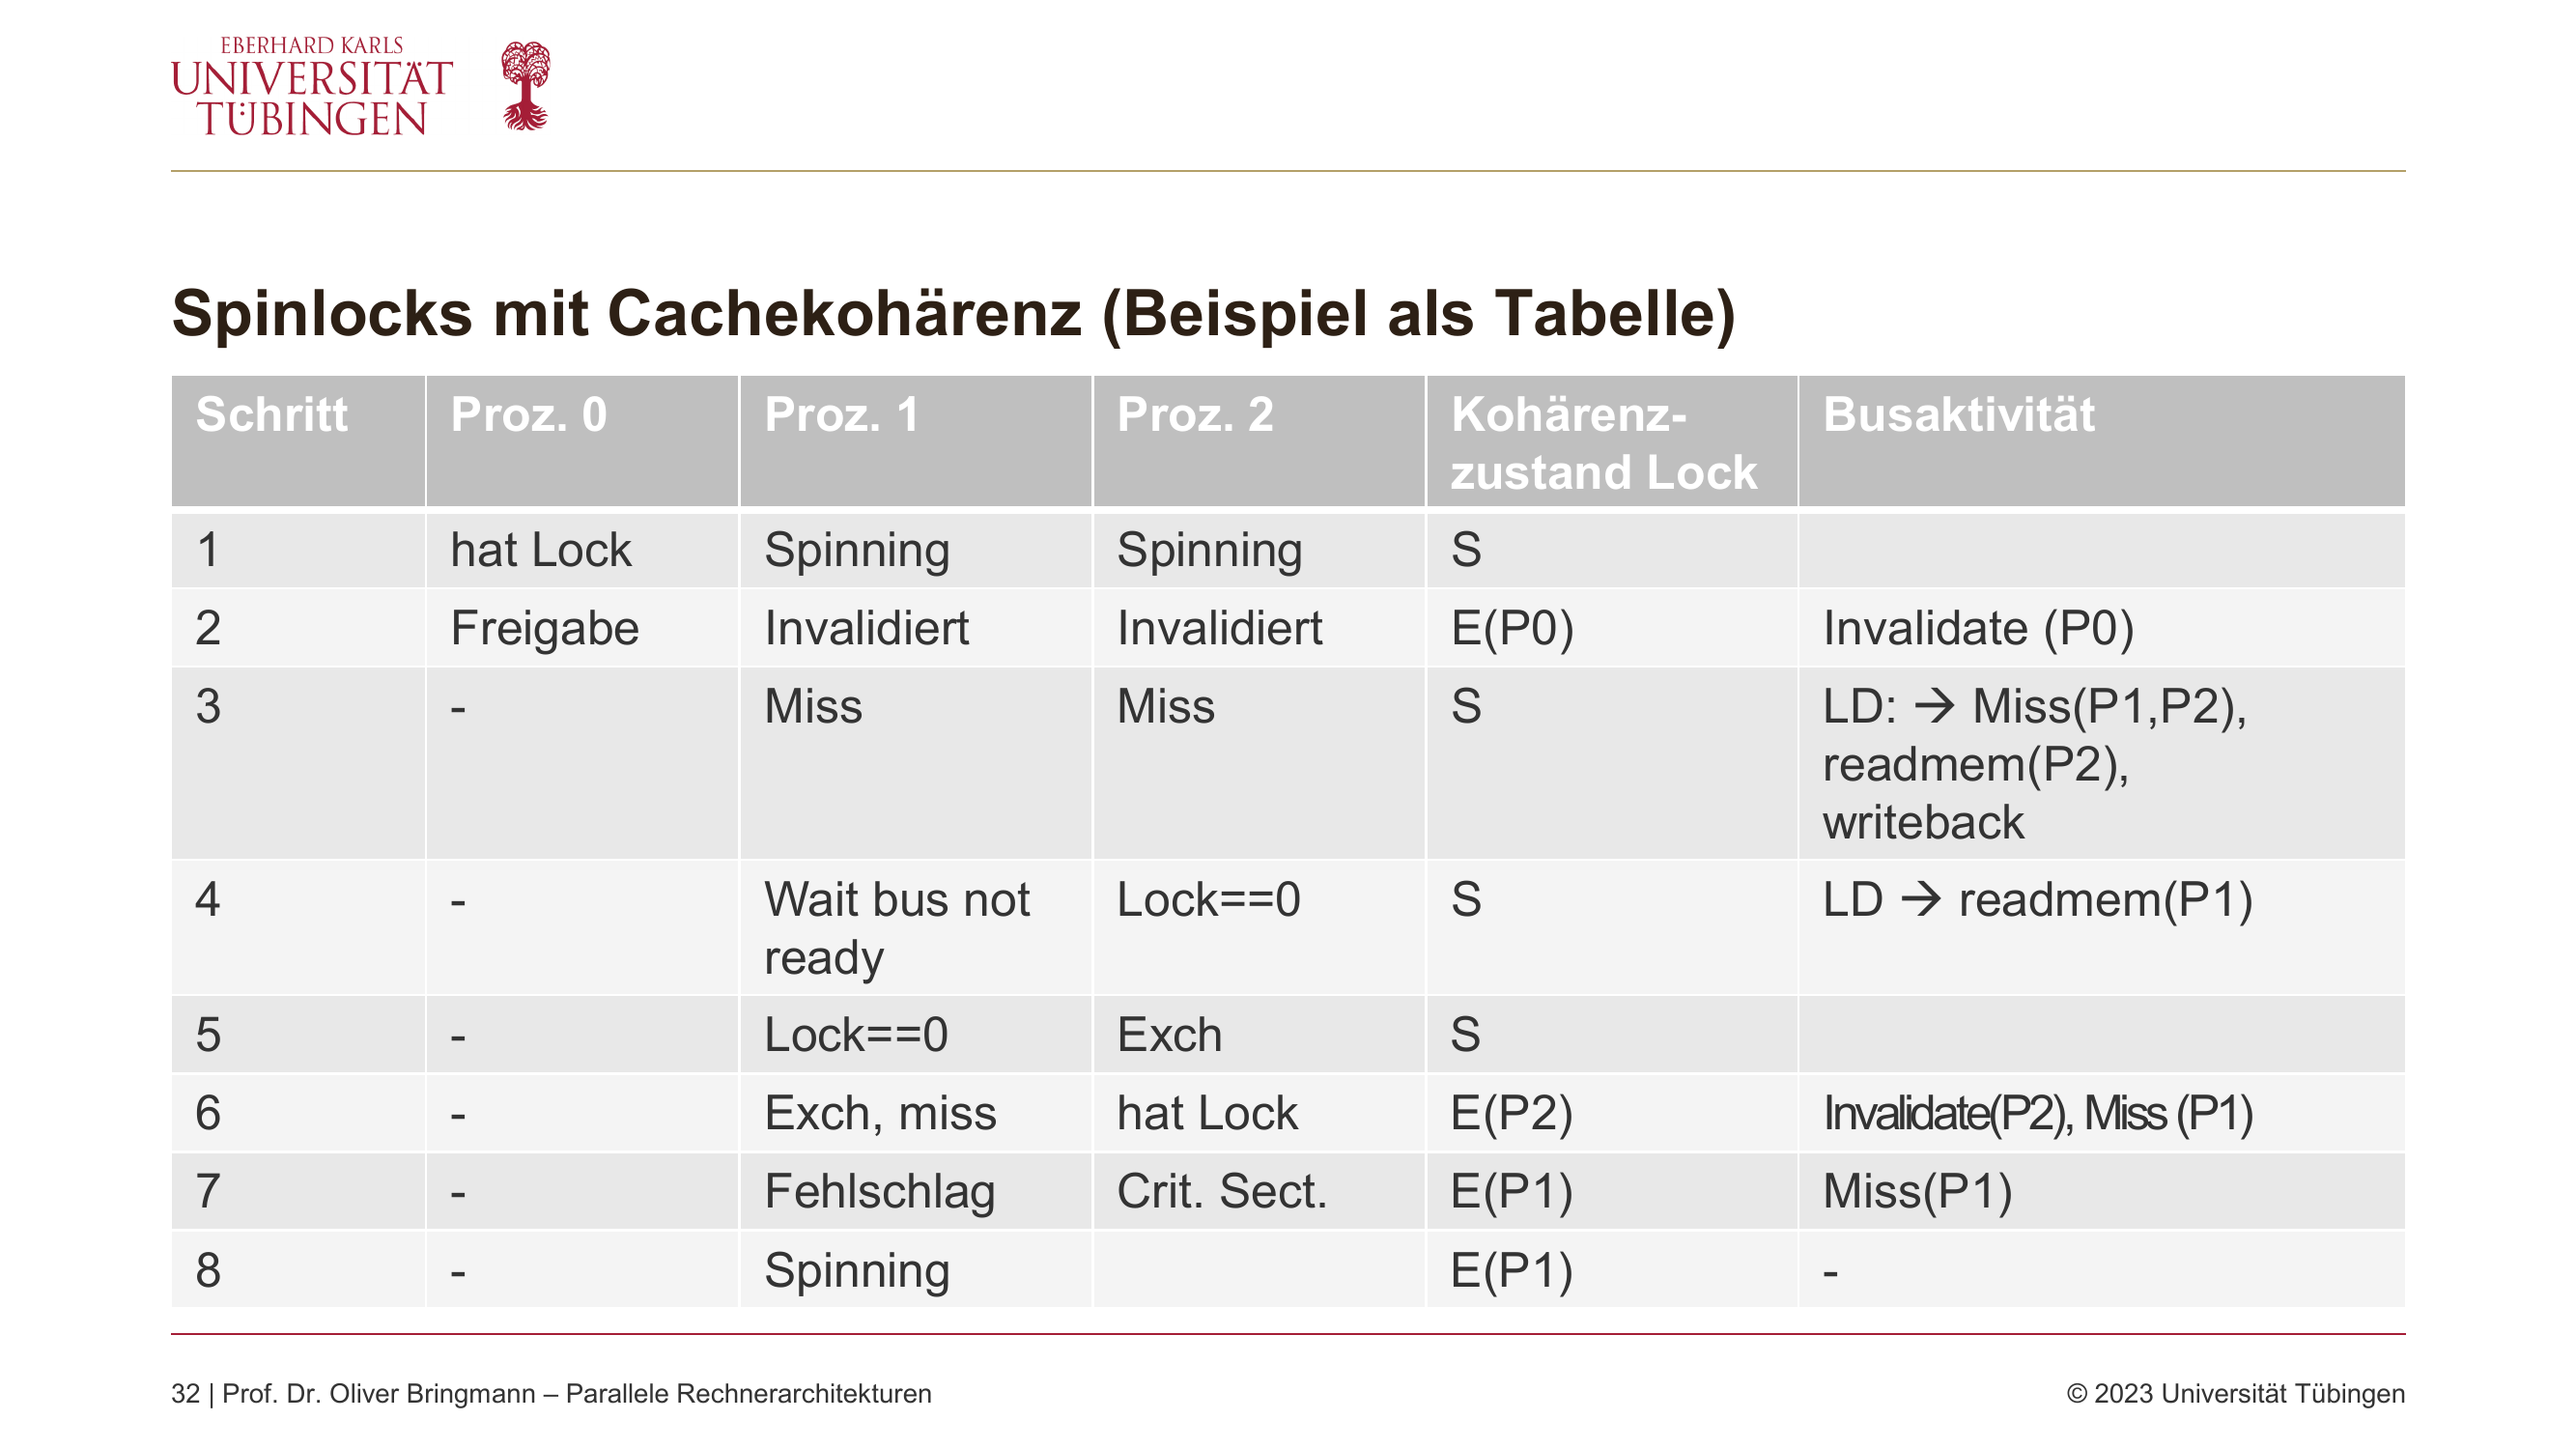 EBERHARD KARLS
UNIVERSITÄT
TÜBINGEN
Spinlocks mit Cachekohärenz (Beispiel als Tabelle)
Schritt Proz. 0 Proz. 1 Proz. 2 Kohärenz- Busaktivität
zustand Lock
1 hat Lock Spinning Spinning S
2 Freigabe Invalidiert Invalidiert E(P0) Invalidate (P0)
3 - Miss Miss S LD: → Miss(P1,P2),
readmem(P2),
writeback
4 - Wait bus not Lock==0 S LD → readmem(P1)
ready
5 - Lock==0 Exch S
6 - Exch, miss hat Lock E(P2) Invalidate(P2), Miss (P1)
7 - Fehlschlag Crit. Sect. E(P1) Miss(P1)
8 - Spinning E(P1) -
32 | Prof. Dr. Oliver Bringmann – Parallele Rechnerarchitekturen © 2023 Universität Tübingen